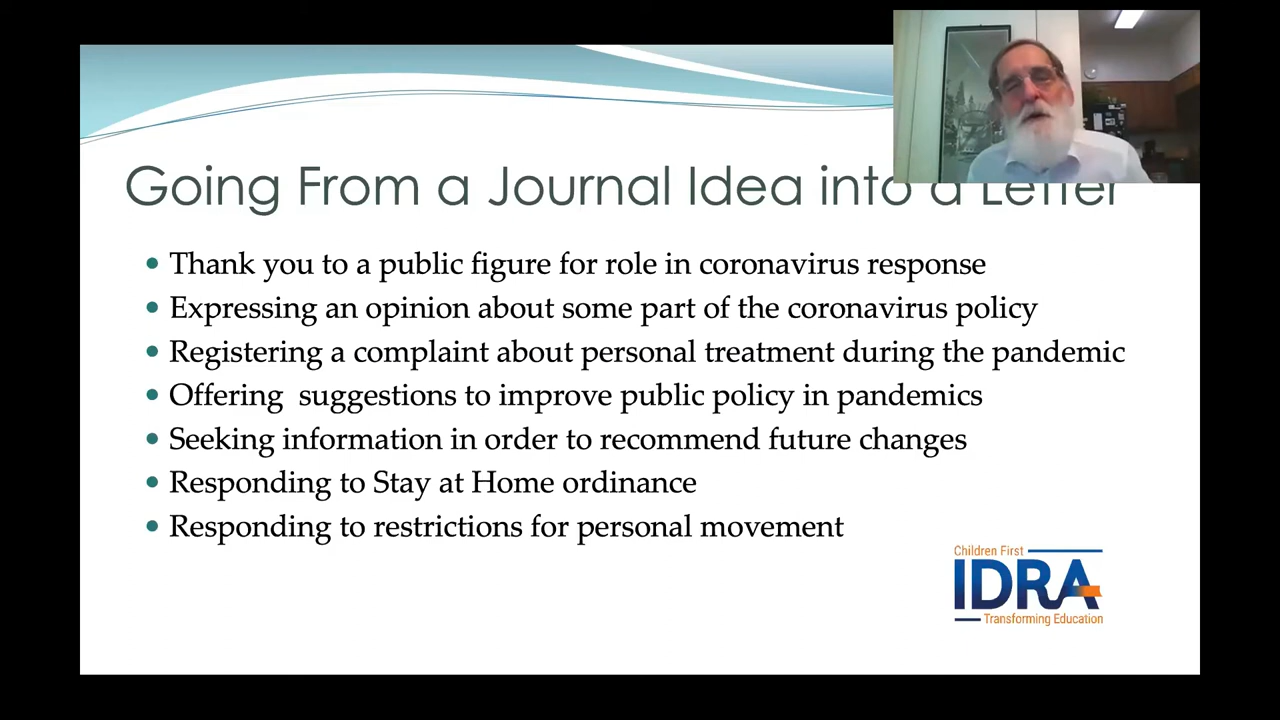 Going From a Journal Idea into a Letter
Thank you to a public figure for role in coronavirus response
Expressing an opinion about some part of the coronavirus policy
Registering a complaint about personal treatment during the pandemic
Offering  suggestions to improve public policy in pandemics
Seeking information in order to recommend future changes
Responding to Stay at Home ordinance
Responding to restrictions for personal movement
Children First
IDRA
Transforming Education